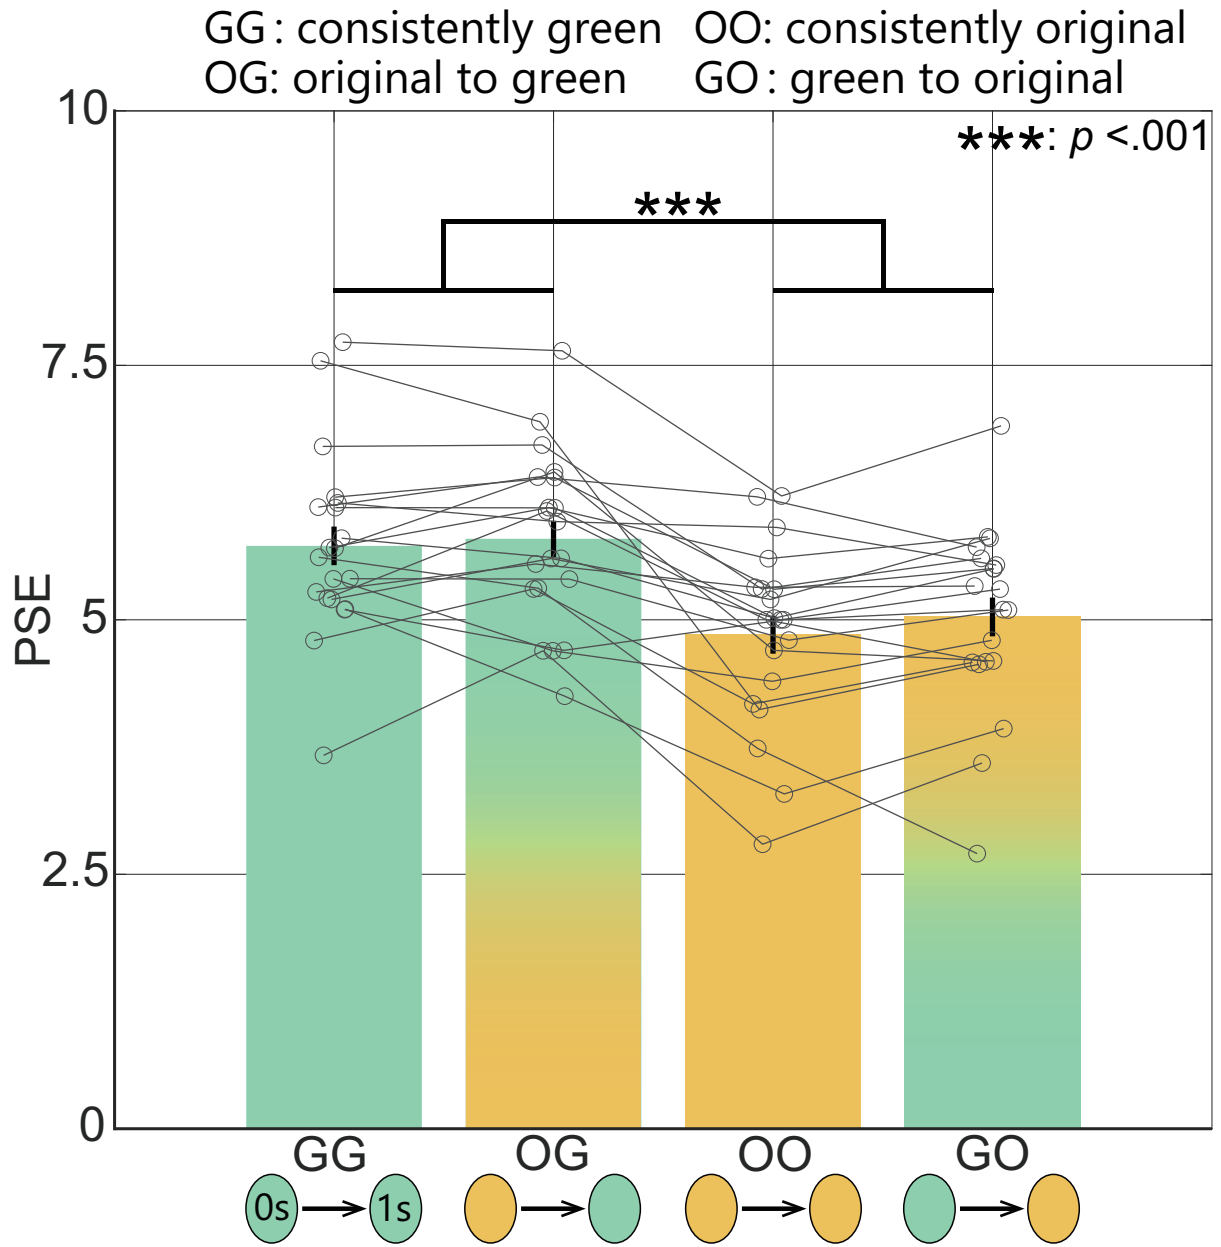 GG : consistently green OO: consistently original
OG: original to green GO : green to original
10
***: p <.001
***
7.5
PSE
5
2.5
0
GG OG OO GO
0s 1s